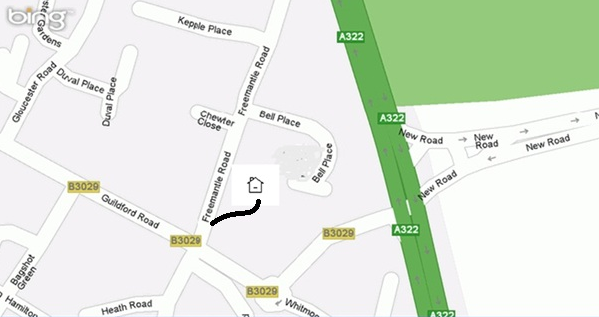 bing
Kepple Place
A322
Gloucester Road
Gardens
Duval Place
Duval Place
Freemantle Road
A322
Chewter
Close
Bell Place
New Road
New
Road
New Road
Bell Place
Freemantle Road
B3029
New Road
Guildford Road
B3029
B3029
A322
Bagshot
Green
B3029
Hamilton
Heath Road
Whitmo
A322